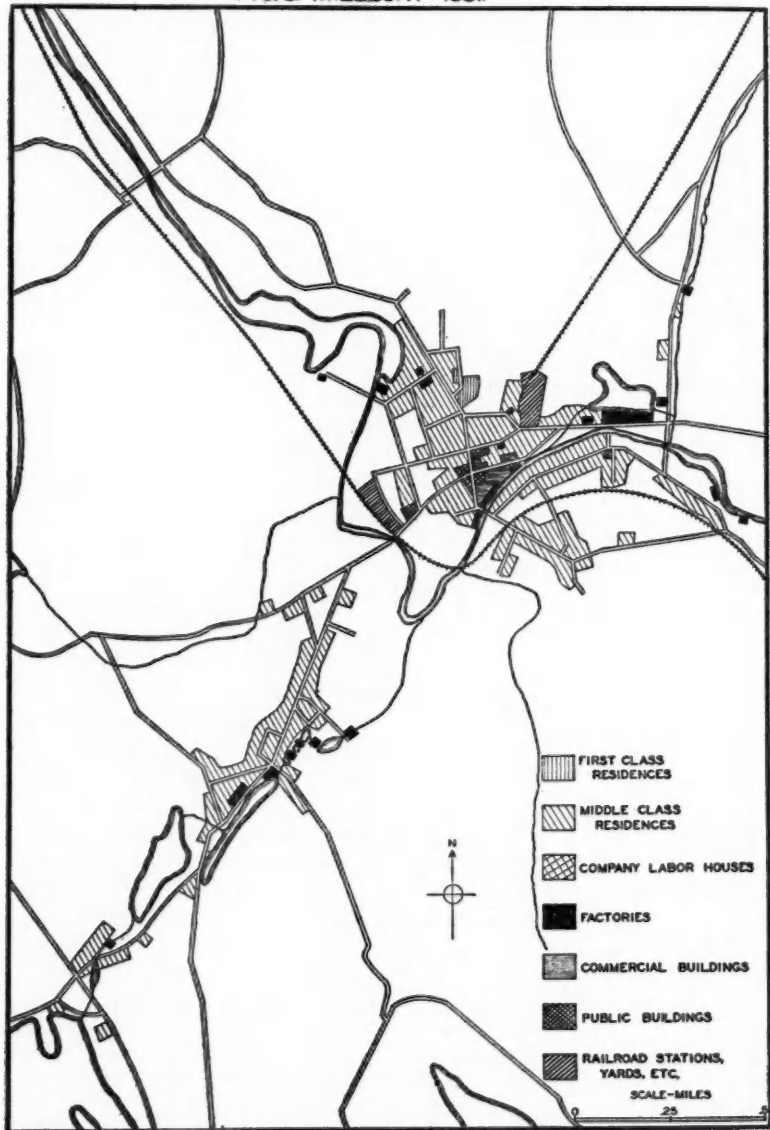 N
FIRST CLASS
RESIDENCES
MIDDLE CLASS
RESIDENCES
COMPANY LABOR HOUSES
FACTORIES
COMMERCIAL BUILDINGS
PUBLIC BUILDINGS
RAILROAD STATIONS,
YARDS, ETC.
SCALE-MILES
0 .25 .5